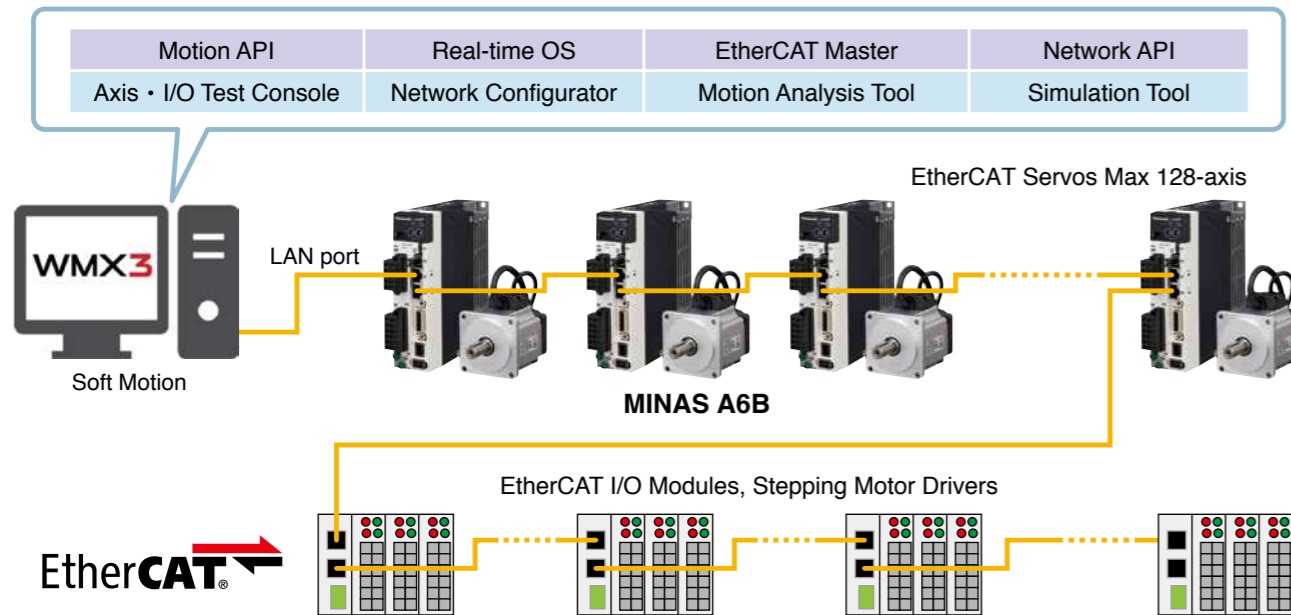 Motion API
Real-time OS
EtherCAT Master
Network API
Axis・I/O Test Console
Network Configurator
Motion Analysis Tool
Simulation Tool
EtherCAT Servos Max 128-axis
WMX3
LAN port
Soft Motion
MINAS A6B
EtherCAT I/O Modules, Stepping Motor Drivers
EtherCAT®